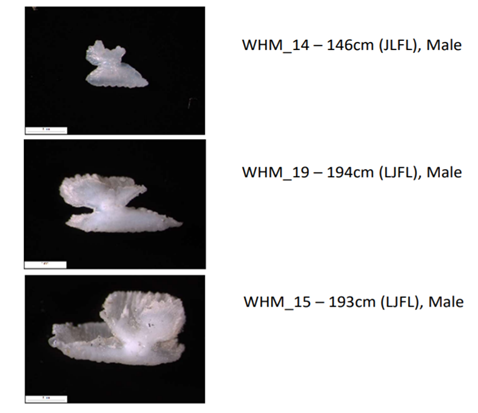 WHM_14 – 146cm (JLFL), Male
WHM_19 – 194cm (LJFL), Male
WHM_15 – 193cm (LJFL), Male